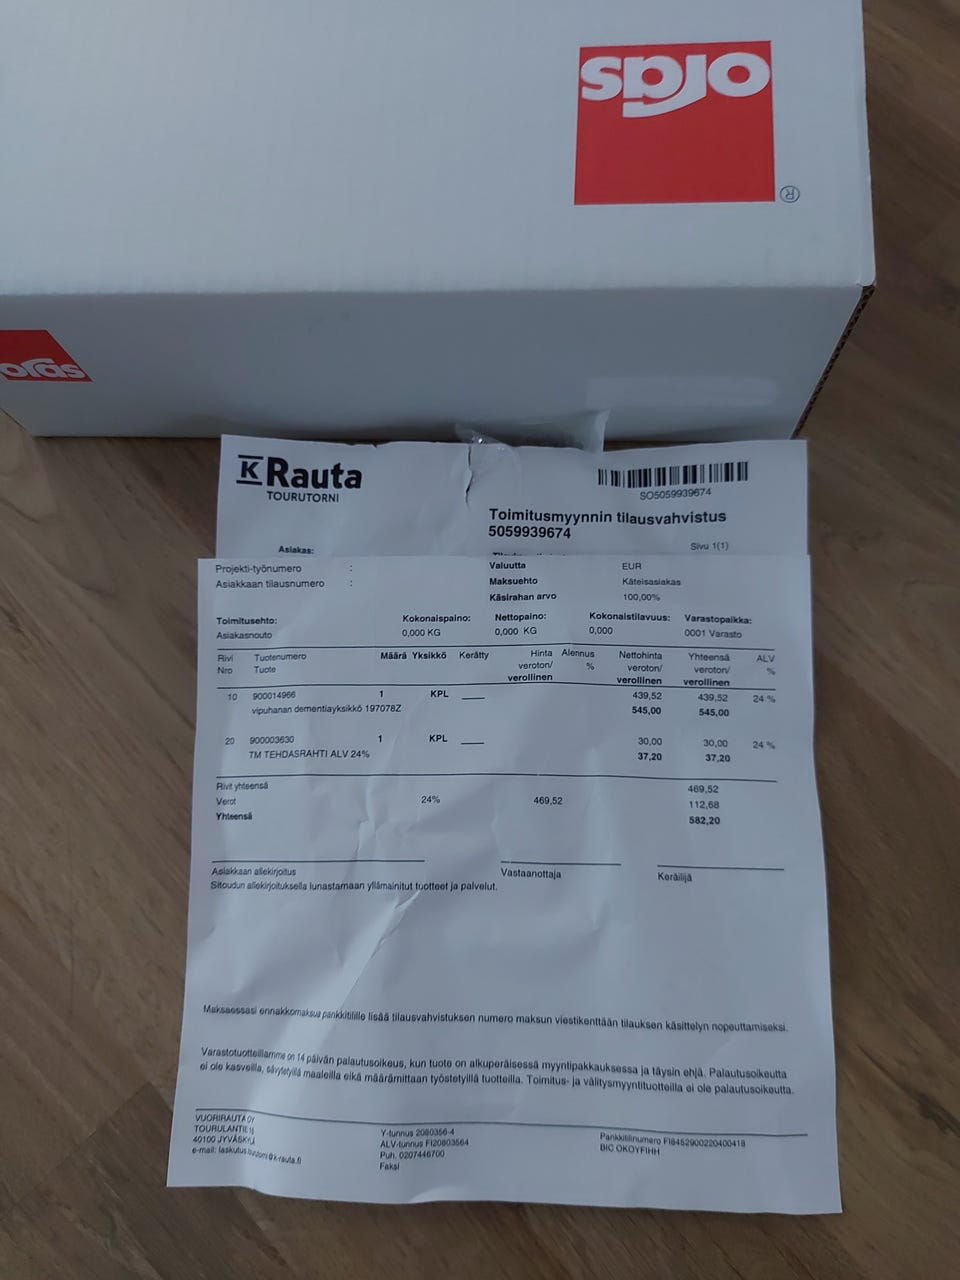 oras
®
oras
K Rauta
TOURUTORNI
SO5059939674
Toimitusmyynnin tilausvahvistus
5059939674
Asiakas:
Sivu 1(1)
Projekti-työnumero :
Asiakkaan tilausnumero :
Valuutta EUR
Maksuehto Käteisasiakas
Käsirahan arvo 100,00%
Toimitusehto: Kokonaispaino: Nettopaino: Kokonaistilavuus: Varastopaikka:
Asiakasnouto 0,000 KG 0,000 KG 0,000 0001 Varasto
Rivi Tuotenumero Määrä Yksikkö Kerätty Hinta Alennus Nettohinta Yhteensä ALV
Nro Tuote veroton/ % veroton/ veroton/ %
verollinen verollinen verollinen
10 900014966 1 KPL 439,52 439,52 24 %
vipuhanan dementiayksikkö 197078Z 545,00 545,00
20 900003630 1 KPL 30,00 30,00 24 %
TM TEHDASRAHTI ALV 24% 37,20 37,20
Rivit yhteensä 469,52
Verot 24% 469,52 112,68
Yhteensä 582,20
Asiakkaan allekirjoitus Vastaanottaja Keräilijä
Sitoudun allekirjoituksella lunastamaan yllämainitut tuotteet ja palvelut.
Maksaessasi ennakkomaksua pankkitilille lisää tilausvahvistuksen numero maksun viestikenttään tilauksen käsittelyn nopeuttamiseksi.
Varastotuotteillamme on 14 päivän palautusoikeus, kun tuote on alkuperäisessä myyntipakkauksessa ja täysin ehjä. Palautusoikeutta
ei ole kasveilla, sävytetyillä maaleilla eikä määrämittaan työstetyillä tuotteilla. Toimitus- ja välitysmyyntituotteilla ei ole palautusoikeutta.
VUORIRAUTA OY
TOURULANTIE
40100 JYVÄSKYLÄ
e-mail:
Y-tunnus 2080356-4
ALV-tunnus FI20803564
Puh. 0207446700
Faksi
Pankkitilinumero FI8452900220400418
BIC OKOYFIHH